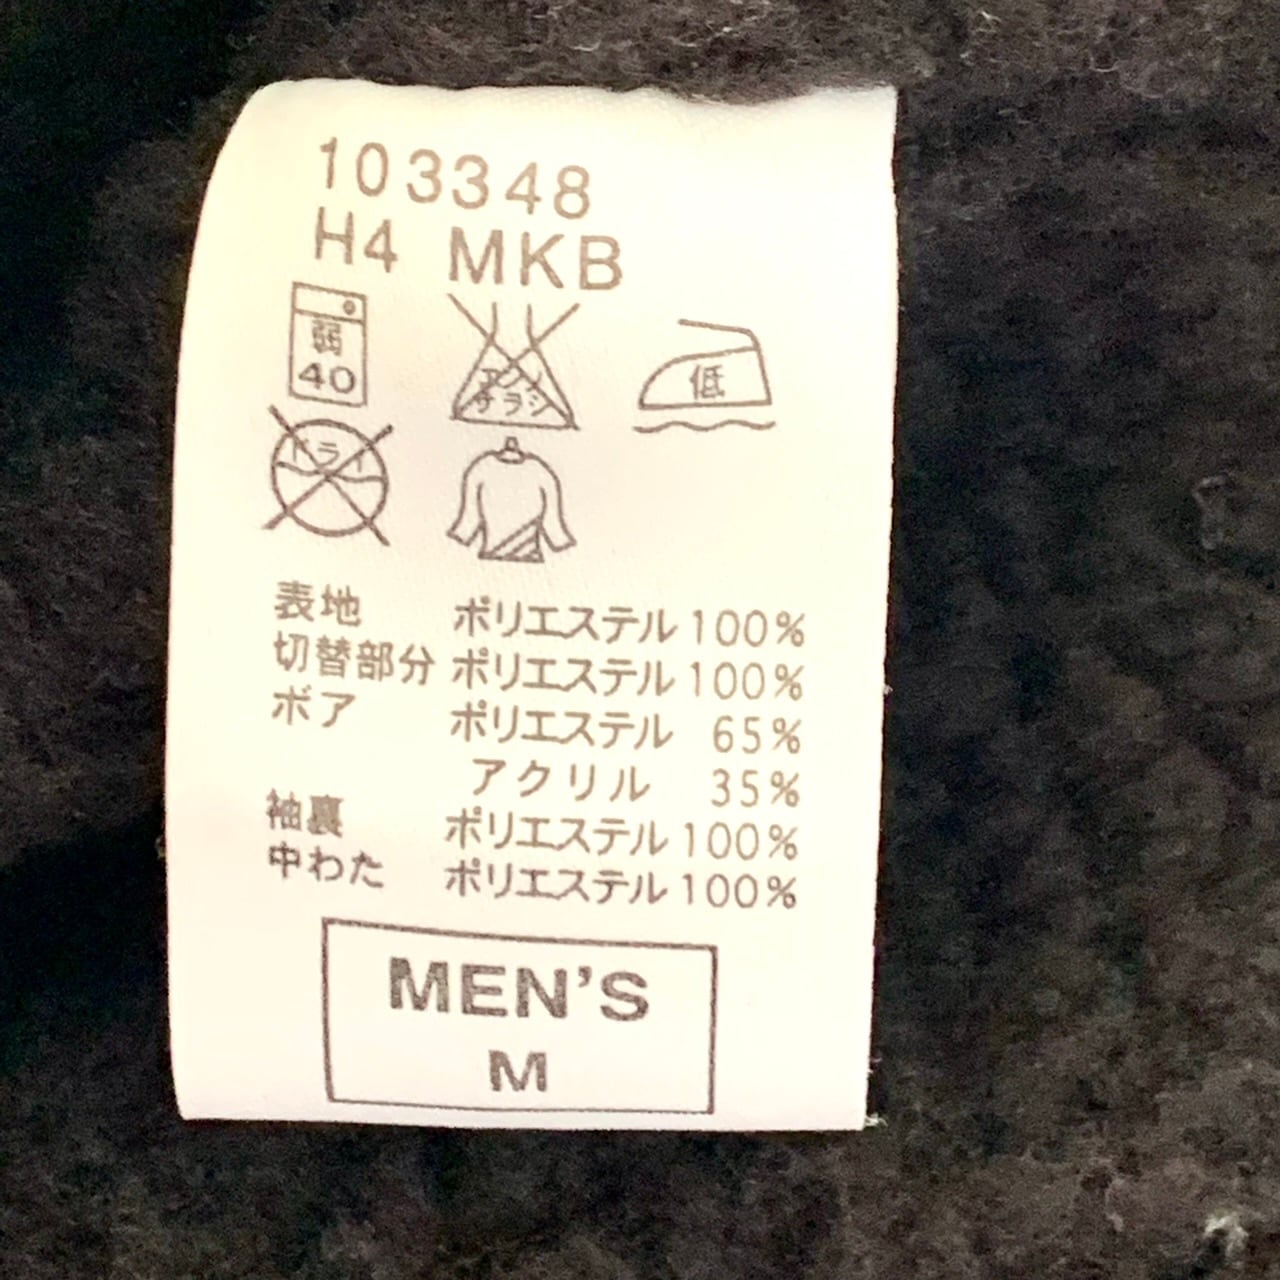 103348
H4 MKB
弱
40
エンソ
サラシ
低
ドライ
表地 ポリエステル 100%
切替部分 ポリエステル 100%
ボア ポリエステル 65%
アクリル 35%
袖裏 ポリエステル 100%
中わた ポリエステル 100%
MEN'S
M